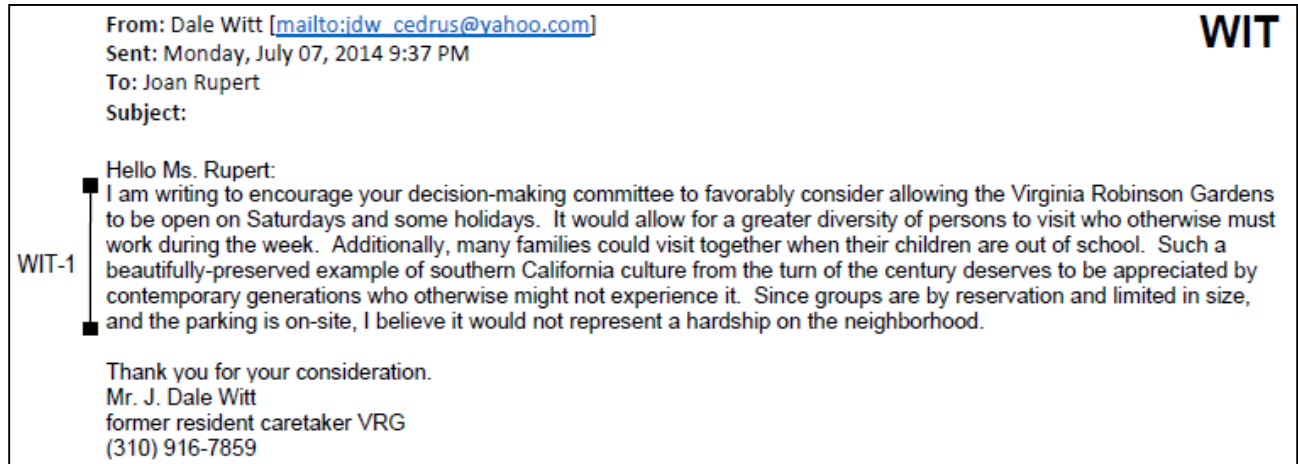 From: Dale Witt [mailto:jdw_cedrus@yahoo.com]
WIT
Sent: Monday, July 07, 2014 9:37 PM
To: Joan Rupert
Subject:
Hello Ms. Rupert:
I am writing to encourage your decision-making committee to favorably consider allowing the Virginia Robinson Gardens
to be open on Saturdays and some holidays.  It would allow for a greater diversity of persons to visit who otherwise must
work during the week.  Additionally, many families could visit together when their children are out of school.  Such a
WIT-1
beautifully-preserved example of southern California culture from the turn of the century deserves to be appreciated by
contemporary generations who otherwise might not experience it.  Since groups are by reservation and limited in size,
and the parking is on-site, I believe it would not represent a hardship on the neighborhood.
Thank you for your consideration.
Mr. J. Dale Witt
former resident caretaker VRG
(310) 916-7859